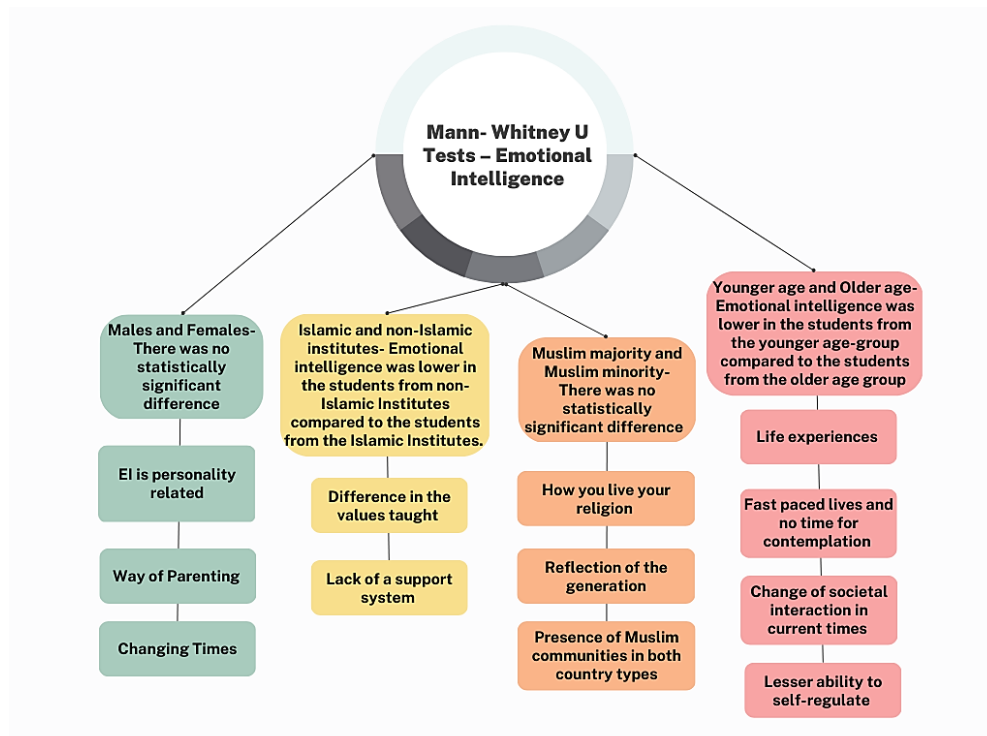 Mann- Whitney U
Tests – Emotional
Intelligence
Males and Females-
There was no
statistically
significant
difference
EI is personality
related
Way of Parenting
Changing Times
Islamic and non-Islamic
institutes- Emotional
intelligence was lower in
the students from non-
Islamic Institutes
compared to the students
from the Islamic Institutes.
Difference in the
values taught
Lack of a support
system
Muslim majority and
Muslim minority-
There was no
statistically
significant difference
How you live your
religion
Reflection of the
generation
Presence of Muslim
communities in both
country types
Younger age and Older age-
Emotional intelligence was
lower in the students from
the younger age-group
compared to the students
from the older age group
Life experiences
Fast paced lives and
no time for
contemplation
Change of societal
interaction in
current times
Lesser ability to
self-regulate